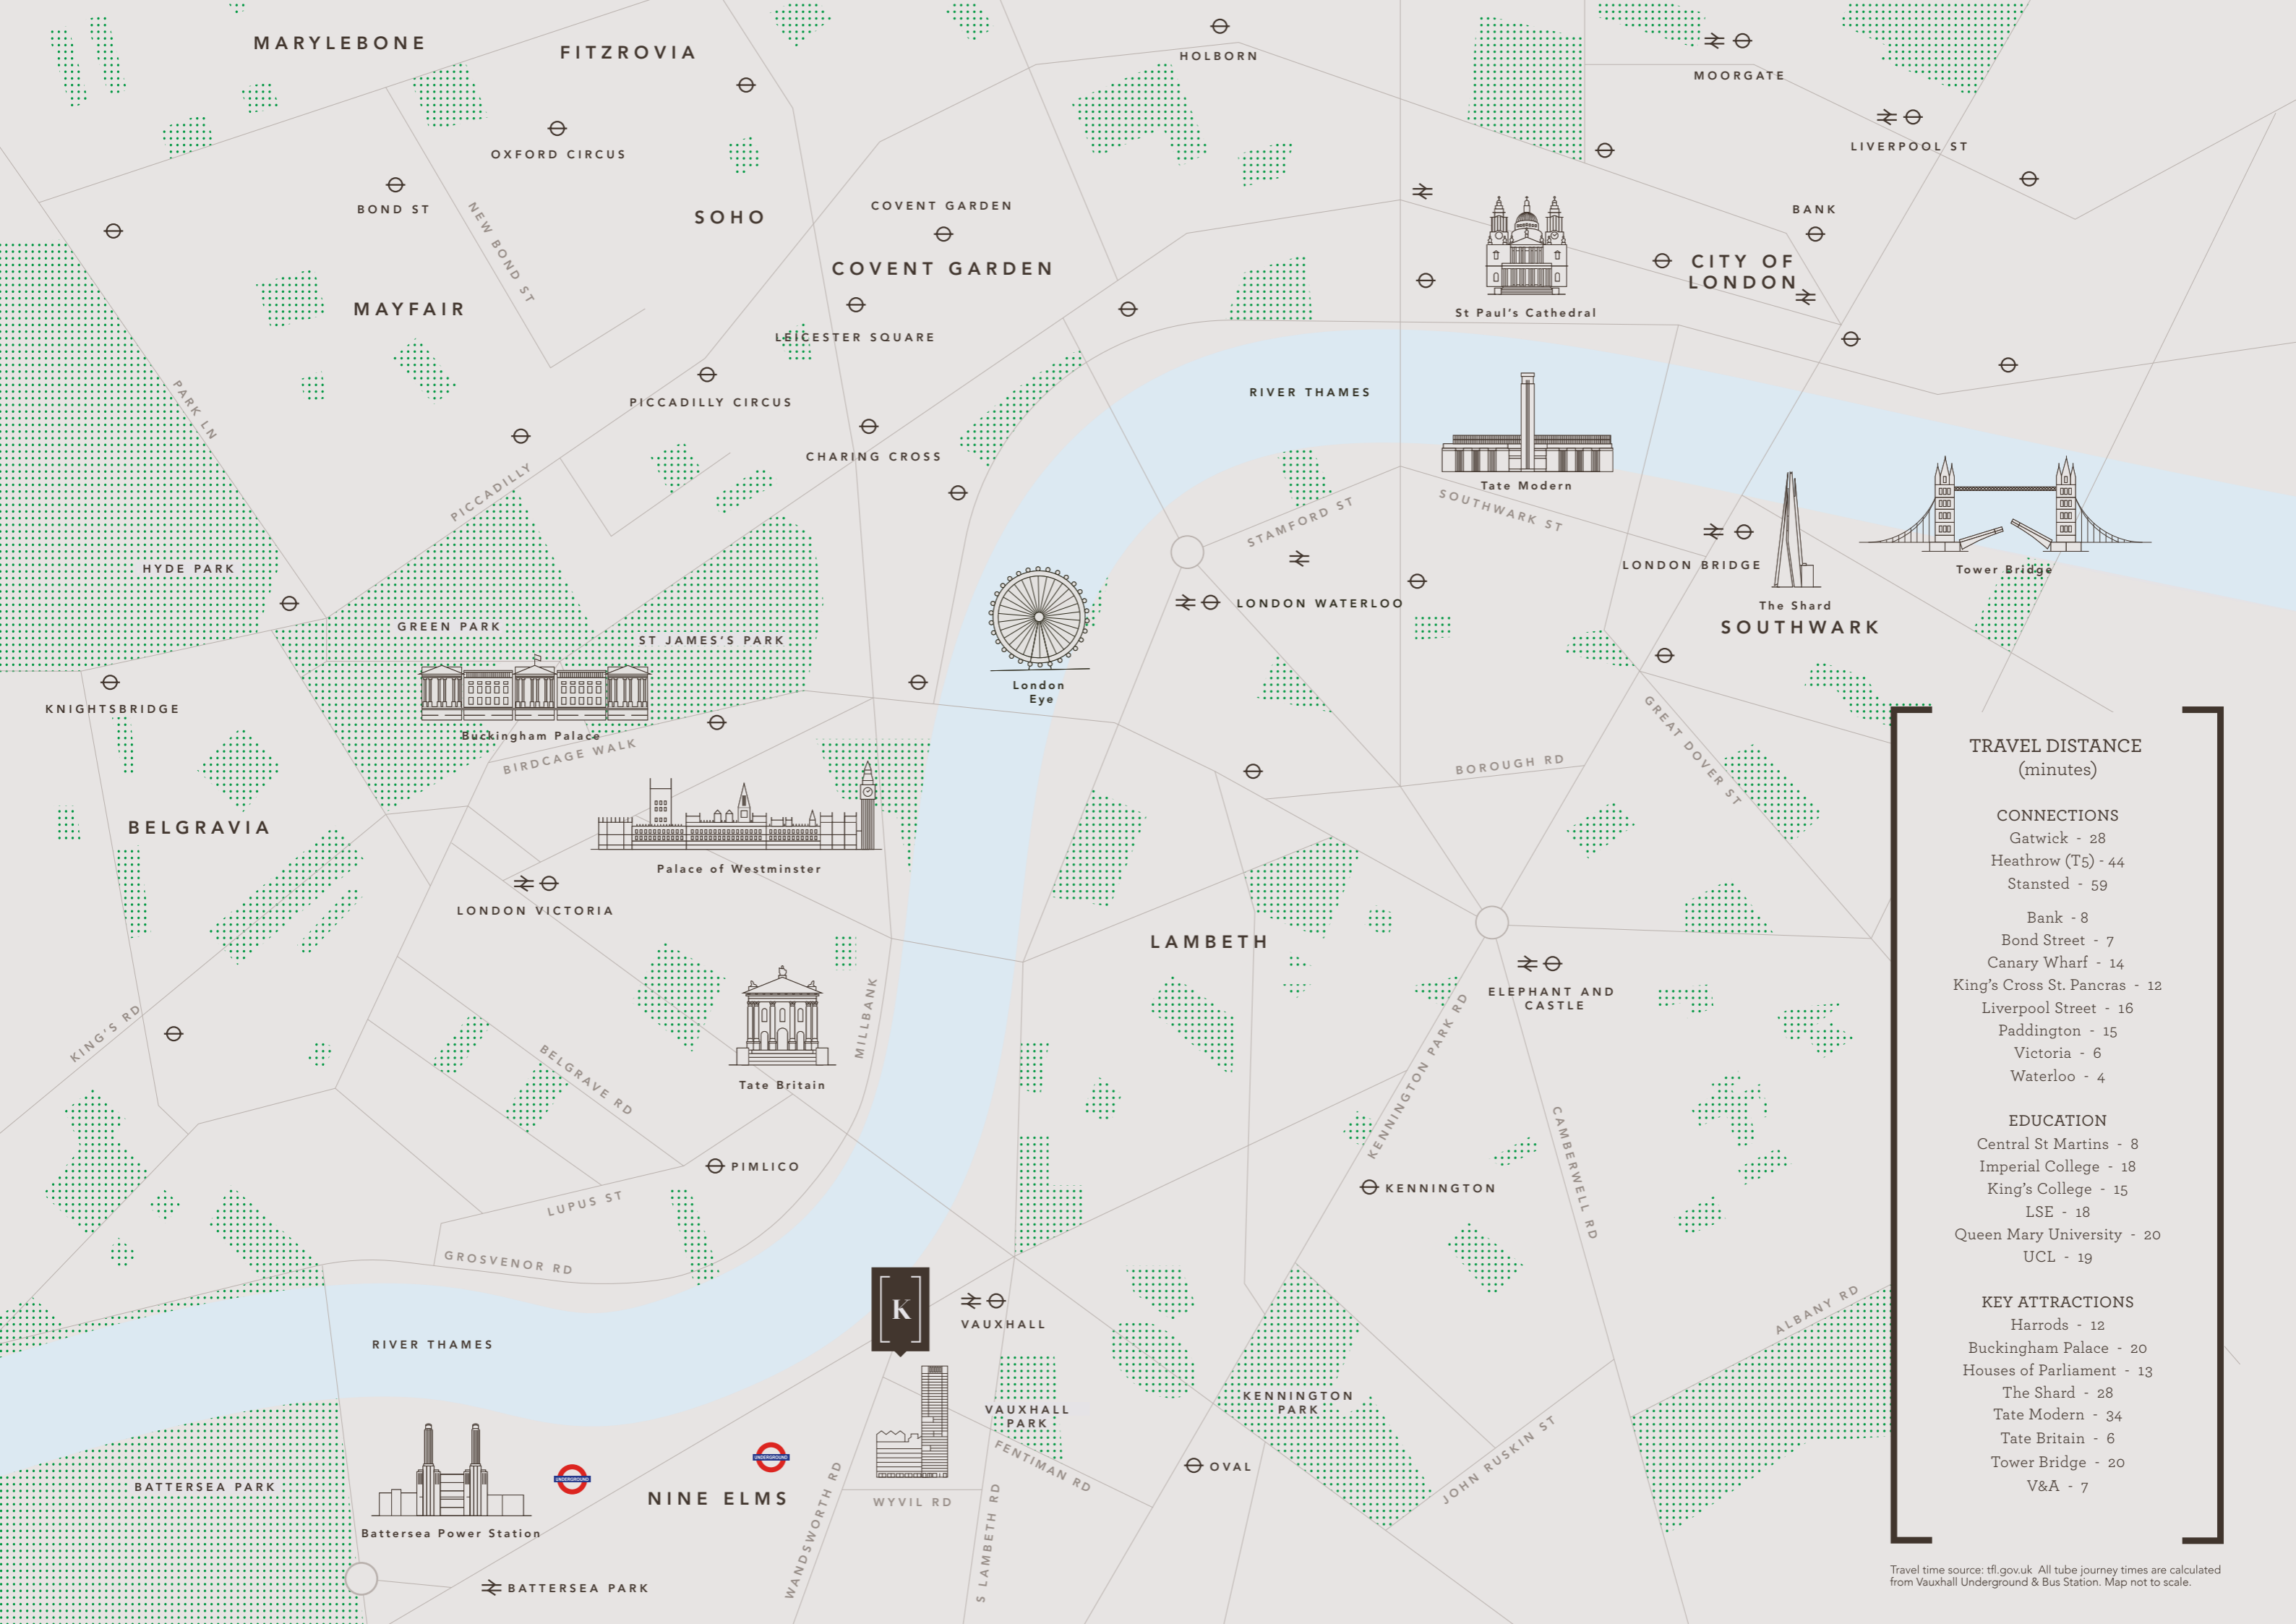 MARYLEBONE
FITZROVIA
HOLBORN
MOORGATE
OXFORD CIRCUS
LIVERPOOL ST
BOND ST
NEW BOND ST
SOHO
COVENT GARDEN
COVENT GARDEN
BANK
CITY OF
LONDON
MAYFAIR
LEICESTER SQUARE
St Paul's Cathedral
PARK LN
PICCADILLY CIRCUS
RIVER THAMES
CHARING CROSS
PICCADILLY
Tate Modern
STAMFORD ST
SOUTHWARK ST
LONDON BRIDGE
Tower Bridge
HYDE PARK
GREEN PARK
ST JAMES'S PARK
LONDON WATERLOO
The Shard
SOUTHWARK
London
Eye
KNIGHTSBRIDGE
Buckingham Palace
BIRDCAGE WALK
BOROUGH RD
GREAT DOVER ST
BELGRAVIA
Palace of Westminster
LONDON VICTORIA
LAMBETH
ELEPHANT AND
CASTLE
KING'S RD
BELGRAVE RD
MILLBANK
Tate Britain
KENNINGTON PARK RD
CAMBERWELL RD
PIMLICO
KENNINGTON
LUPUS ST
GROSVENOR RD
K
VAUXHALL
ALBANY RD
RIVER THAMES
VAUXHALL
PARK
KENNINGTON
PARK
FENTIMAN RD
OVAL
JOHN RUSKIN ST
BATTERSEA PARK
UNDERGROUND
UNDERGROUND
NINE ELMS
WANDSWORTH RD
WYVIL RD
S LAMBETH RD
Battersea Power Station
BATTERSEA PARK
TRAVEL DISTANCE
(minutes)
CONNECTIONS
Gatwick - 28
Heathrow (T5) - 44
Stansted - 59
Bank - 8
Bond Street - 7
Canary Wharf - 14
King's Cross St. Pancras - 12
Liverpool Street - 16
Paddington - 15
Victoria - 6
Waterloo - 4
EDUCATION
Central St Martins - 8
Imperial College - 18
King's College - 15
LSE - 18
Queen Mary University - 20
UCL - 19
KEY ATTRACTIONS
Harrods - 12
Buckingham Palace - 20
Houses of Parliament - 13
The Shard - 28
Tate Modern - 34
Tate Britain - 6
Tower Bridge - 20
V&A - 7
Travel time source: tfl.gov.uk All tube journey times are calculated
from Vauxhall Underground & Bus Station. Map not to scale.